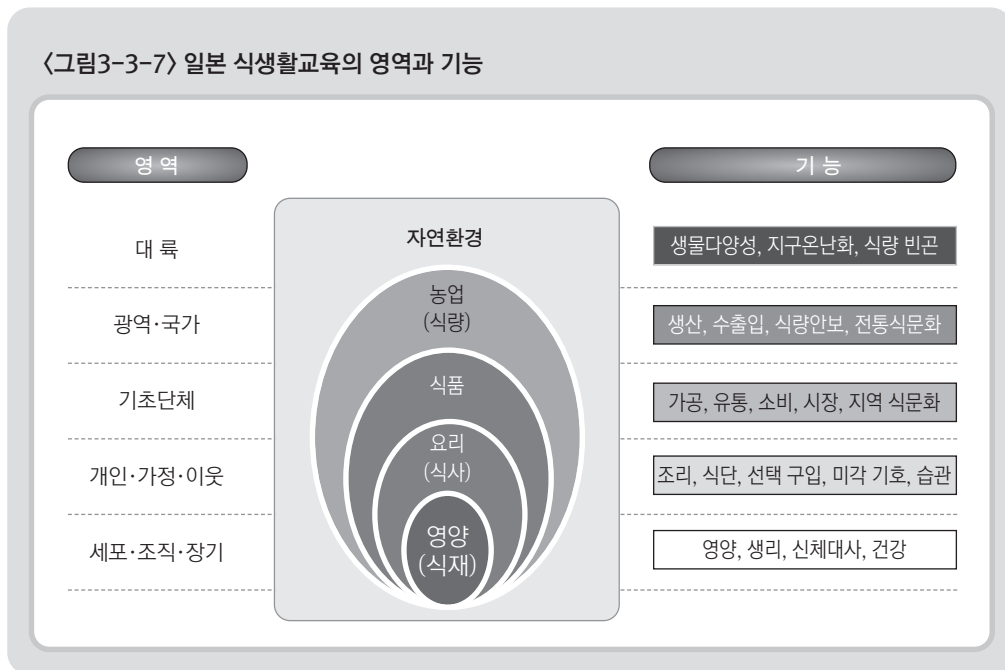 〈그림3-3-7〉 일본 식생활교육의 영역과 기능
영 역
기 능
자연환경
대 륙
생물다양성, 지구온난화, 식량 빈곤
농업
(식량)
광역·국가
생산, 수출입, 식량안보, 전통식문화
식품
기초단체
가공, 유통, 소비, 시장, 지역 식문화
요리
(식사)
개인·가정·이웃
조리, 식단, 선택 구입, 미각 기호, 습관
영양
(식재)
세포·조직·장기
영양, 생리, 신체대사, 건강